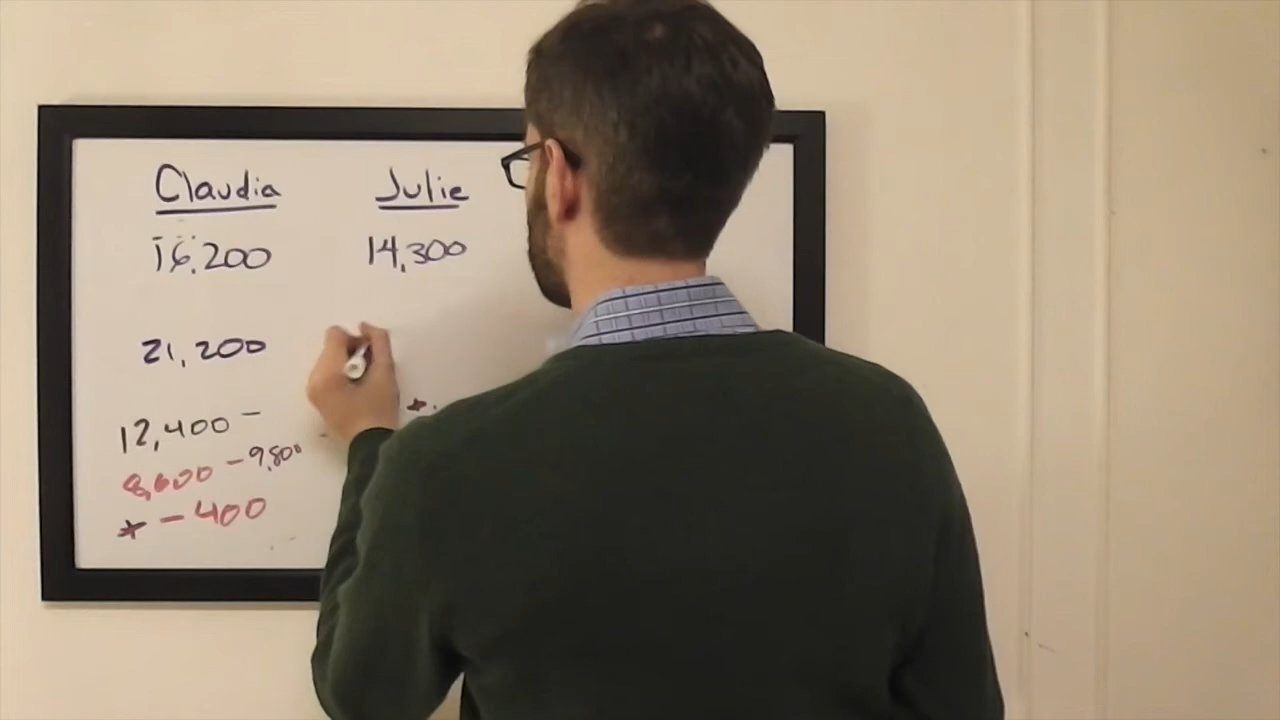 Claudia Julie
16,200 14,300
21,200
12,400 -
8,600 - 9,800
* - 400